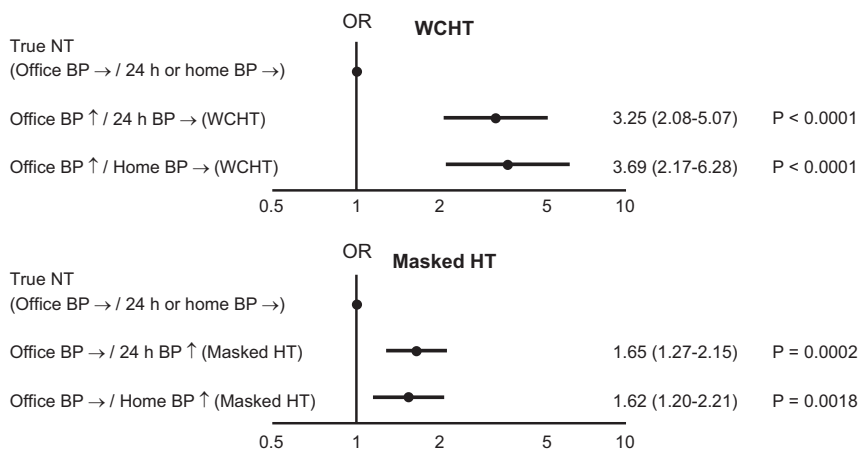 OR
WCHT
True NT
(Office BP → / 24 h or home BP →)
Office BP ↑ / 24 h BP → (WCHT) 3.25 (2.08-5.07) P < 0.0001
Office BP ↑ / Home BP → (WCHT) 3.69 (2.17-6.28) P < 0.0001
0.5 1 2 5 10
OR
Masked HT
True NT
(Office BP → / 24 h or home BP →)
Office BP → / 24 h BP ↑ (Masked HT) 1.65 (1.27-2.15) P = 0.0002
Office BP → / Home BP ↑ (Masked HT) 1.62 (1.20-2.21) P = 0.0018
0.5 1 2 5 10